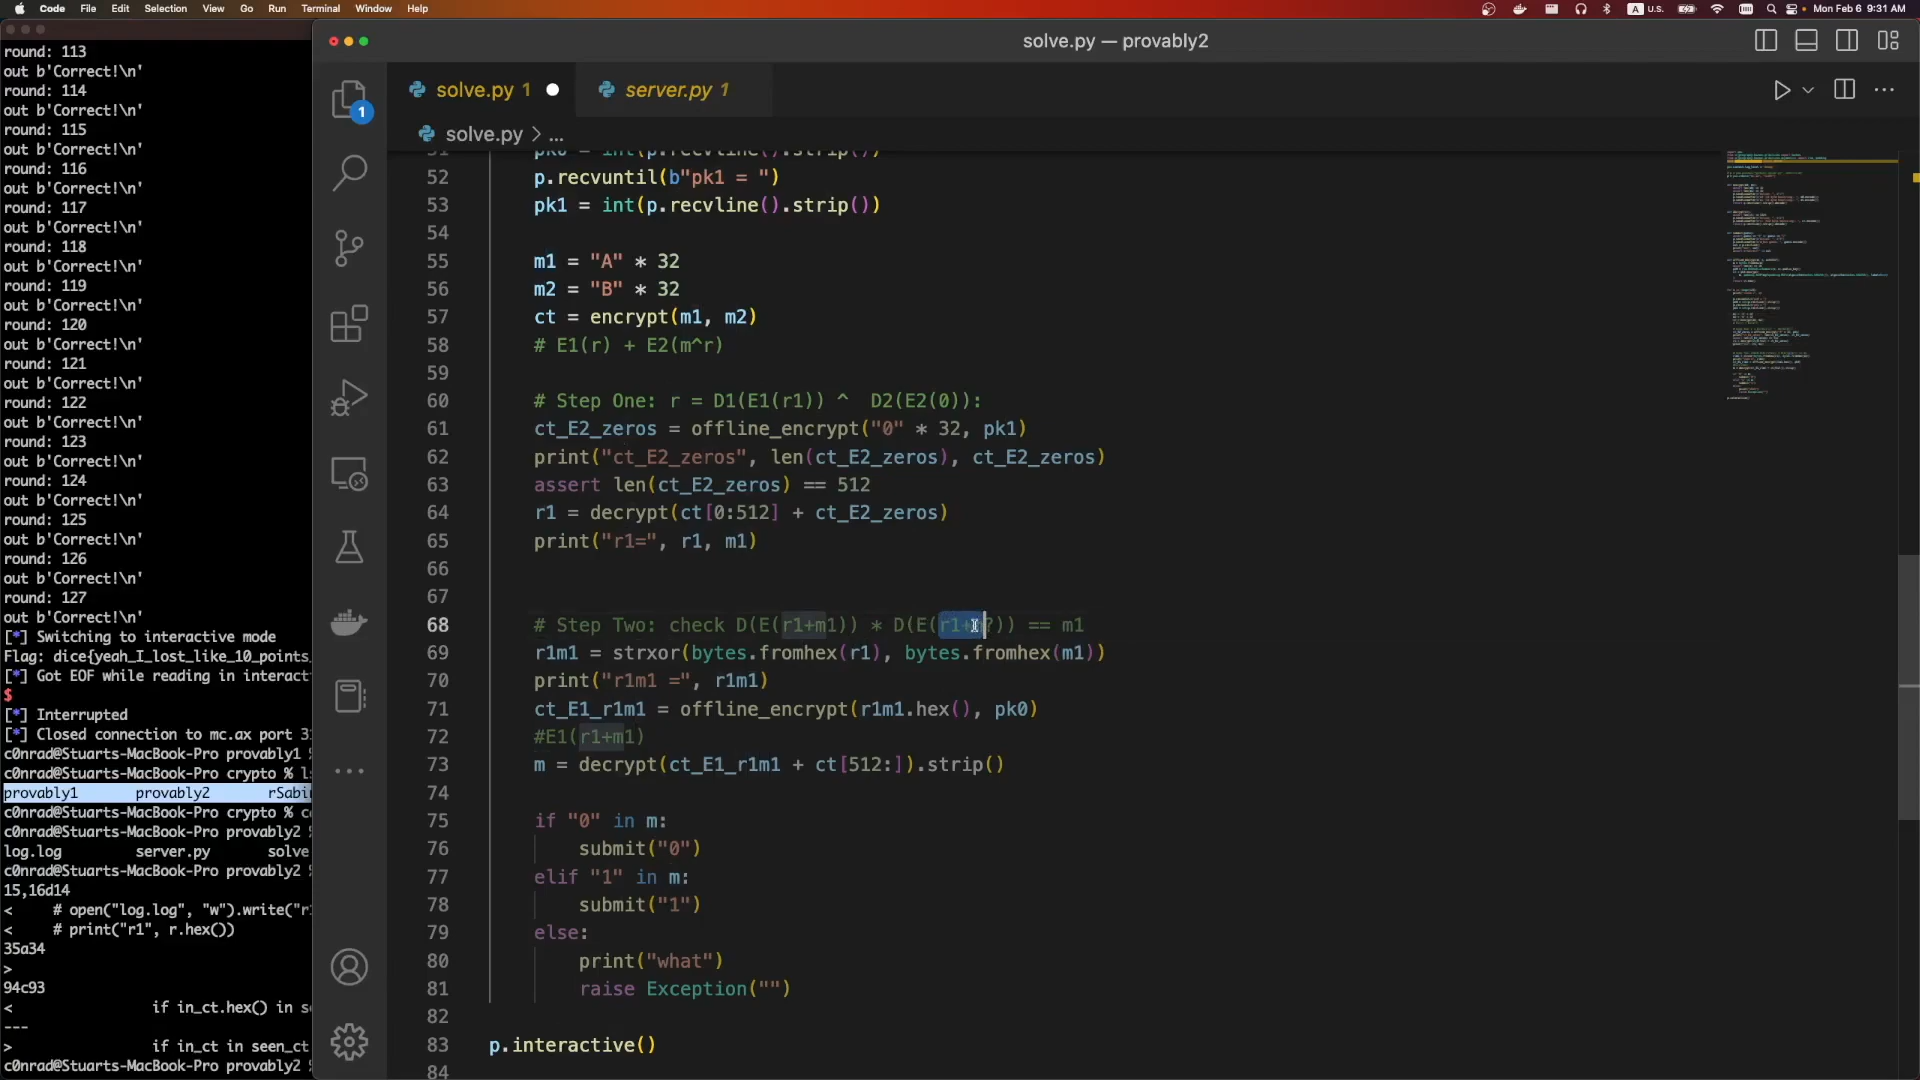 Code File Edit Selection View Go Run Terminal Window Help
A U.S. Mon Feb 6 9:31 AM
solve.py — provably2
round: 113
out b'Correct!\n'
round: 114
out b'Correct!\n'
round: 115
out b'Correct!\n'
round: 116
out b'Correct!\n'
round: 117
out b'Correct!\n'
round: 118
out b'Correct!\n'
round: 119
out b'Correct!\n'
round: 120
out b'Correct!\n'
round: 121
out b'Correct!\n'
round: 122
out b'Correct!\n'
round: 123
out b'Correct!\n'
round: 124
out b'Correct!\n'
round: 125
out b'Correct!\n'
round: 126
out b'Correct!\n'
round: 127
out b'Correct!\n'
[*] Switching to interactive mode
Flag: dice{yeah_I_lost_like_10_points_
[*] Got EOF while reading in interact
$
[*] Interrupted
[*] Closed connection to mc.ax port 3
c0nrad@Stuarts-MacBook-Pro provably1 %
c0nrad@Stuarts-MacBook-Pro crypto % l
provably1 provably2 rSabi
c0nrad@Stuarts-MacBook-Pro crypto % c
c0nrad@Stuarts-MacBook-Pro provably2 %
log.log server.py solve
c0nrad@Stuarts-MacBook-Pro provably2 %
15,16d14
< # open("log.log", "w").write("r
< # print("r1", r.hex())
35a34
>
94c93
< if in_ct.hex() in s
---
> if in_ct in seen_ct
c0nrad@Stuarts-MacBook-Pro provably2 %
1
solve.py 1 server.py 1
solve.py > ...
51 pk0 = int(p.recvline().strip())
52 p.recvuntil(b"pk1 = ")
53 pk1 = int(p.recvline().strip())
54
55 m1 = "A" * 32
56 m2 = "B" * 32
57 ct = encrypt(m1, m2)
58 # E1(r) + E2(m^r)
59
60 # Step One: r = D1(E1(r1)) ^  D2(E2(0)):
61 ct_E2_zeros = offline_encrypt("0" * 32, pk1)
62 print("ct_E2_zeros", len(ct_E2_zeros), ct_E2_zeros)
63 assert len(ct_E2_zeros) == 512
64 r1 = decrypt(ct[0:512] + ct_E2_zeros)
65 print("r1=", r1, m1)
66
67
68 # Step Two: check D(E(r1+m1)) * D(E(r1+m?)) == m1
69 r1m1 = strxor(bytes.fromhex(r1), bytes.fromhex(m1))
70 print("r1m1 =", r1m1)
71 ct_E1_r1m1 = offline_encrypt(r1m1.hex(), pk0)
72 #E1(r1+m1)
73 m = decrypt(ct_E1_r1m1 + ct[512:]).strip()
74
75 if "0" in m:
76 submit("0")
77 elif "1" in m:
78 submit("1")
79 else:
80 print("what")
81 raise Exception("")
82
83 p.interactive()
84